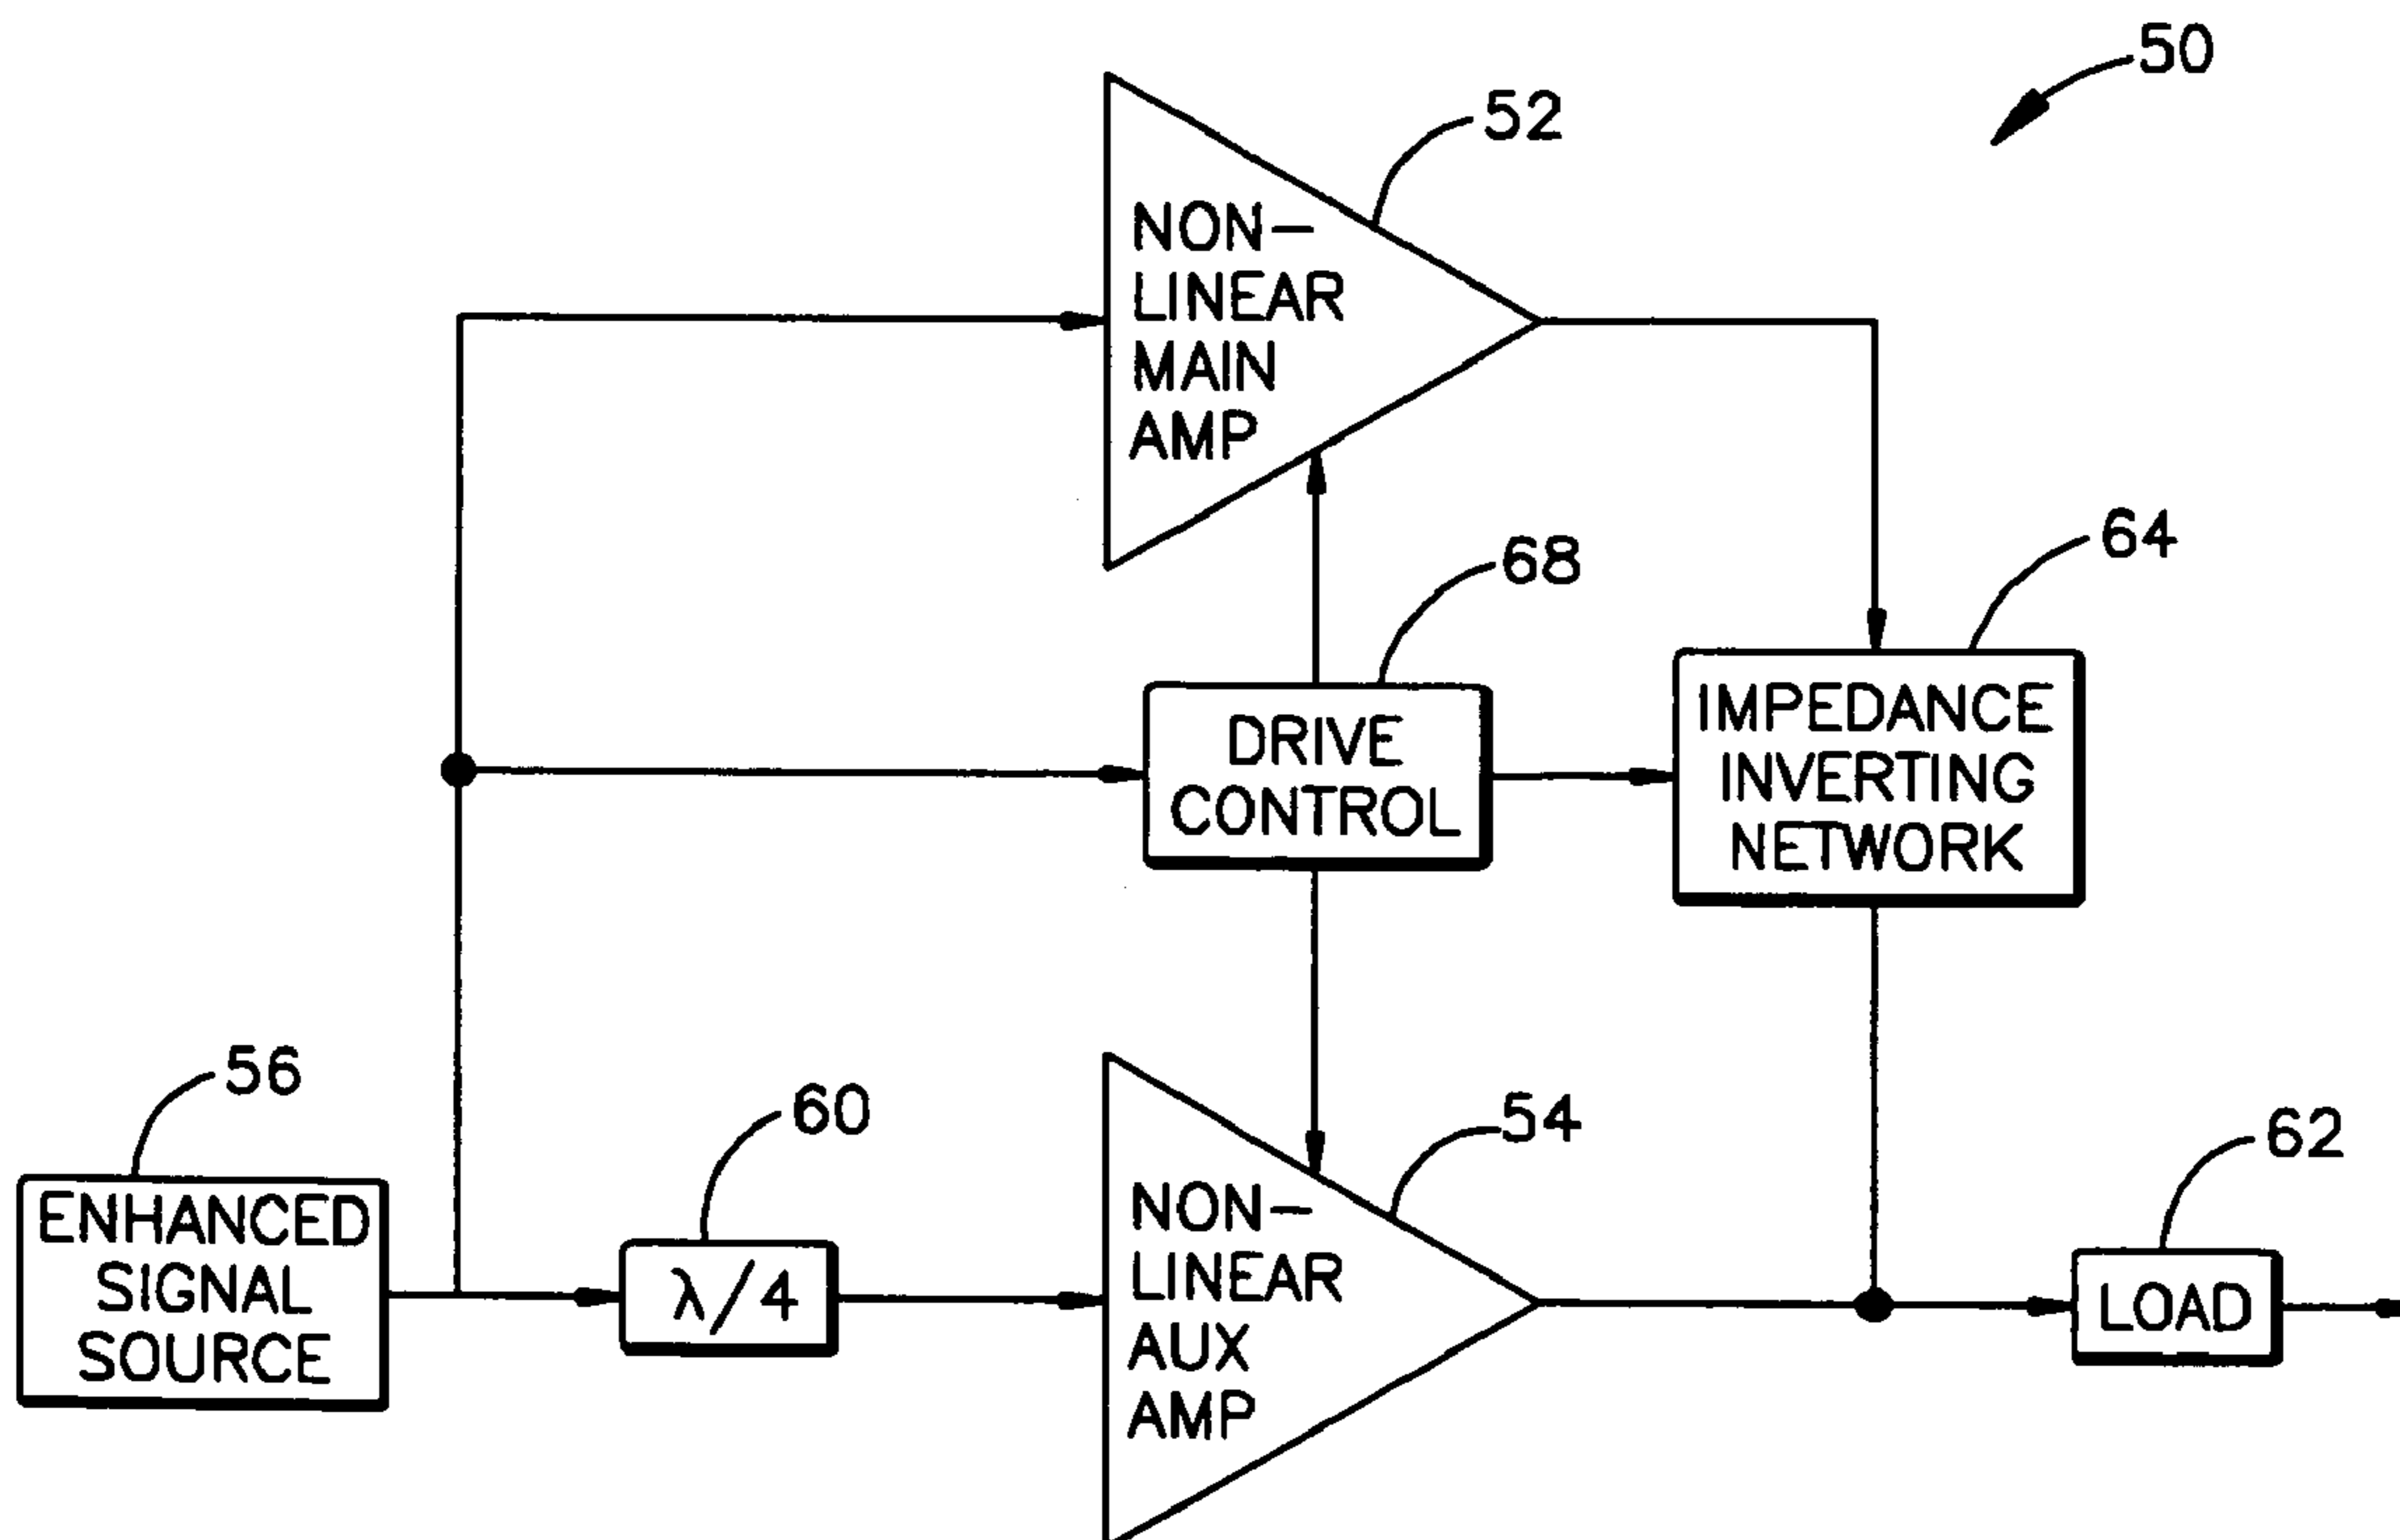 50
52
NON-
LINEAR
MAIN
AMP
68
64
DRIVE
CONTROL
IMPEDANCE
INVERTING
NETWORK
56
60
54
62
ENHANCED
SIGNAL
SOURCE
λ/4
NON-
LINEAR
AUX
AMP
LOAD